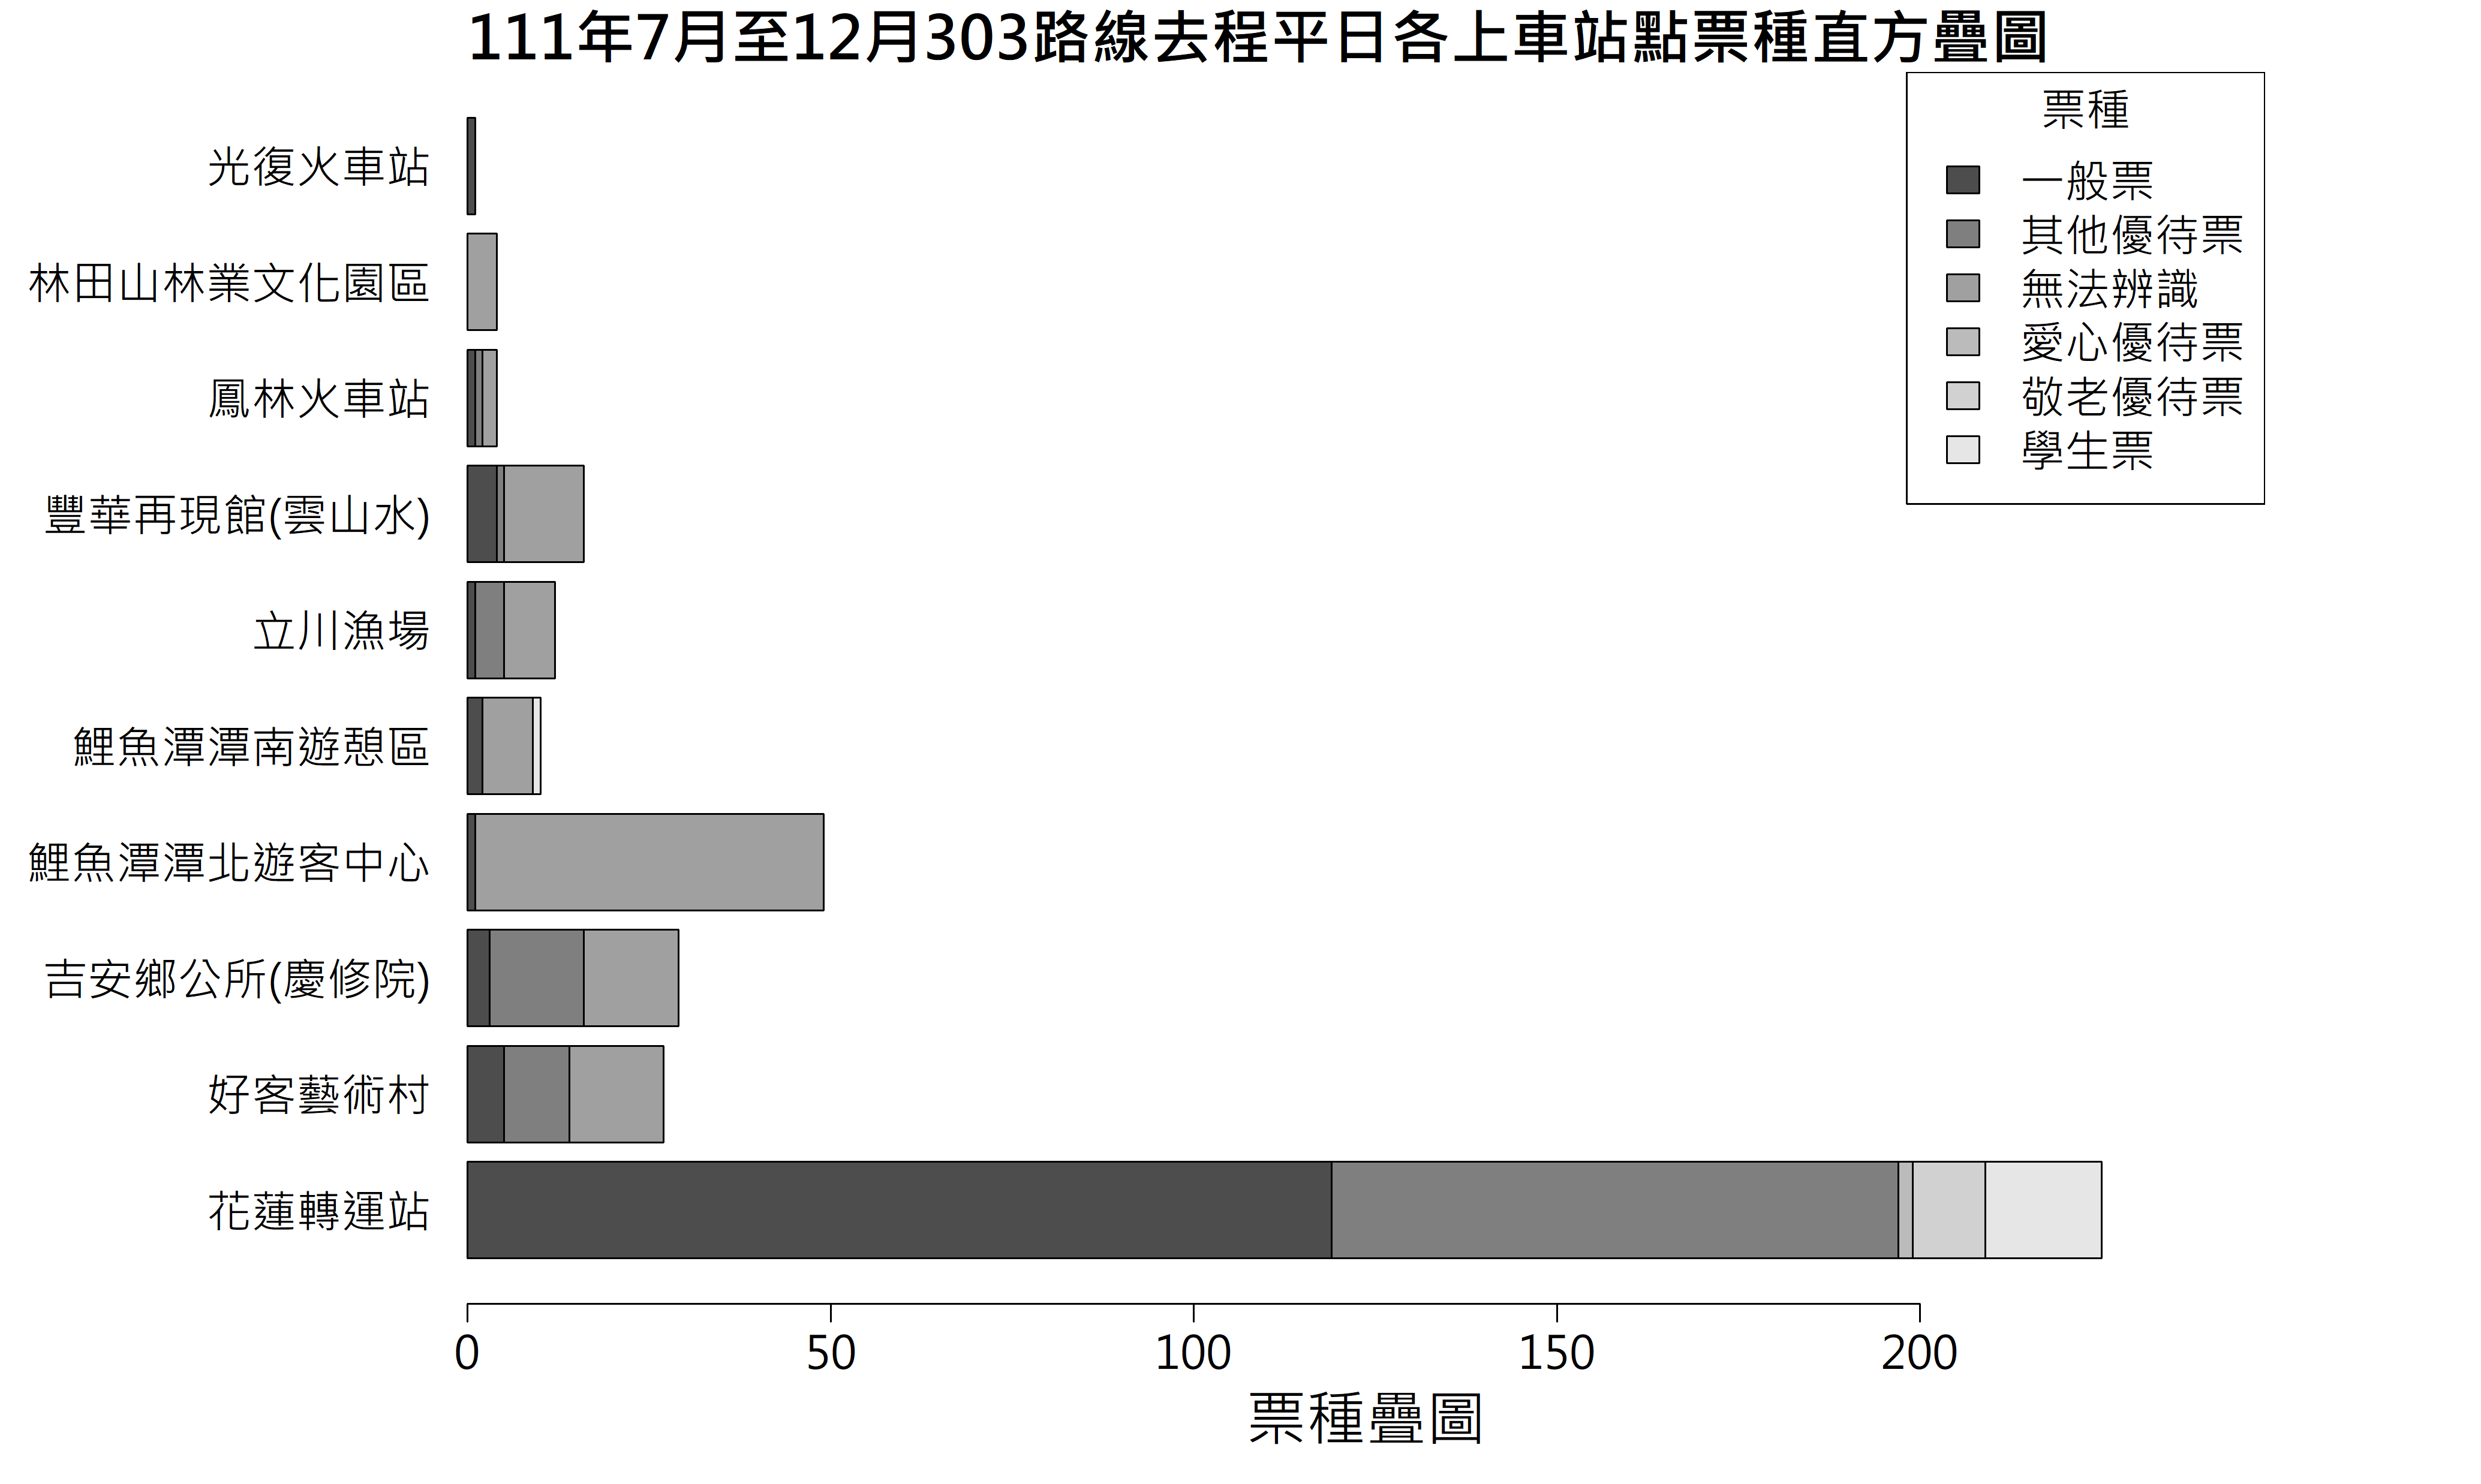 111年7月至12月303路線去程平日各上車站點票種直方疊圖
票種
一般票
其他優待票
無法辨識
愛心優待票
敬老優待票
學生票
光復火車站
林田山林業文化園區
鳳林火車站
豐華再現館(雲山水)
立川漁場
鯉魚潭潭南遊憩區
鯉魚潭潭北遊客中心
吉安鄉公所(慶修院)
好客藝術村
花蓮轉運站
0 50 100 150 200
票種疊圖